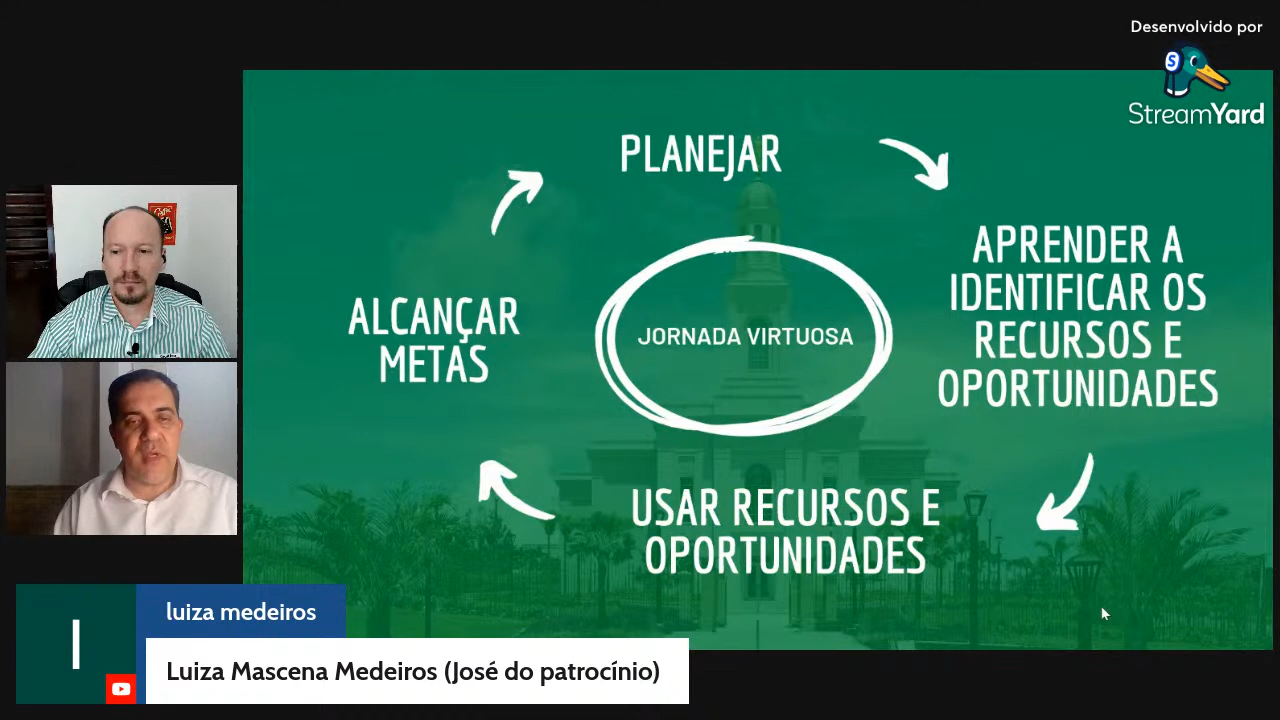 Desenvolvido por
StreamYard
PLANEJAR
APRENDER A
IDENTIFICAR OS
RECURSOS E
OPORTUNIDADES
ALCANÇAR
METAS
JORNADA VIRTUOSA
USAR RECURSOS E
OPORTUNIDADES
l
luiza medeiros
Luiza Mascena Medeiros (José do patrocínio)